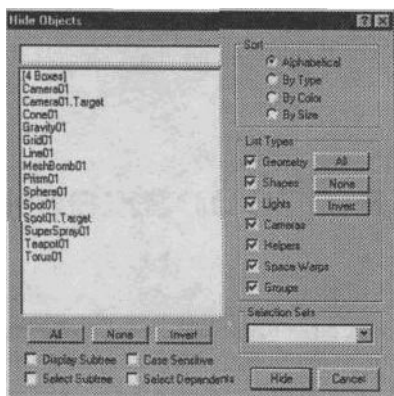 Hide Objects
[4 Boxes]
Camera01
Camera01.Target
Cone01
Gravity01
Grid01
Line01
MeshBomb01
Prism01
Sphere01
Spot01
Spot01.Target
SuperSpray01
Teapot01
Torus01
All None Invert
Display Subtree Case Sensitive
Select Subtree Select Dependents
Sort
Alphabetical
By Type
By Color
By Size
List Types
Geometry All
Shapes None
Lights Invert
Cameras
Helpers
Space Warps
Groups
Selection Sets
Hide Cancel